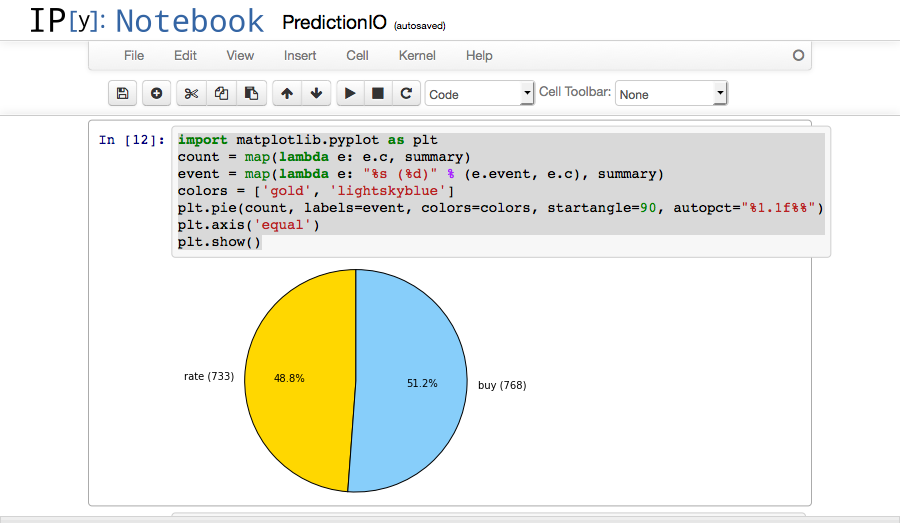 IP[y]: Notebook PredictionIO (autosaved)
File Edit View Insert Cell Kernel Help
Code Cell Toolbar: None
In [12]: import matplotlib.pyplot as plt
count = map(lambda e: e.c, summary)
event = map(lambda e: "%s (%d)" % (e.event, e.c), summary)
colors = ['gold', 'lightskyblue']
plt.pie(count, labels=event, colors=colors, startangle=90, autopct="%1.1f%%")
plt.axis('equal')
plt.show()
rate (733) 48.8% 51.2% buy (768)